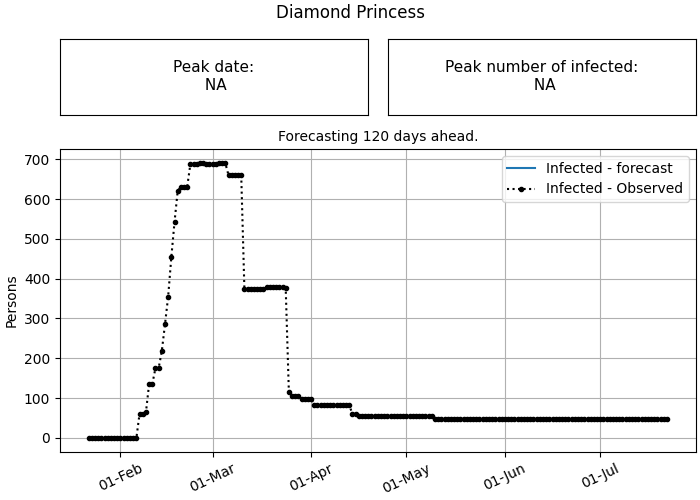 Diamond Princess
Peak date:
NA
Peak number of infected:
NA
Forecasting 120 days ahead.
700
600
500
400
300
200
100
0
Persons
Infected - forecast
Infected - Observed
01-Feb
01-Mar
01-Apr
01-May
01-Jun
01-Jul